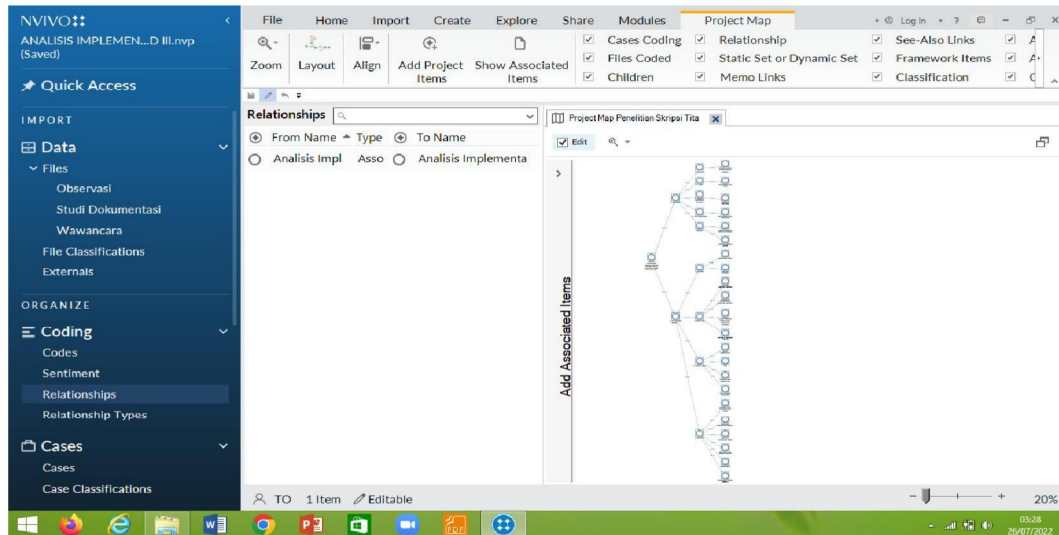 NVIVO
ANALISIS IMPLEMEN...D III.nvp
(Saved)
Quick Access
IMPORT
Data
Files
Observasi
Studi Dokumentasi
Wawancara
File Classifications
Externals
ORGANIZE
Coding
Codes
Sentiment
Relationships
Relationship Types
Cases
Cases
Case Classifications
File Home Import Create Explore Share Modules Project Map Log In ?
Zoom
Layout
Align
Add Project Items
Show Associated Items
Cases Coding
Files Coded
Children
Relationship
Static Set or Dynamic Set
Memo Links
See-Also Links
Framework Items
Classification
Relationships
From Name Type To Name
Analisis Impl Asso Analisis Implementa
Project Map Penelitian Skripsi Tita
Edit
Add Associated Items
TO 1 Item Editable
20%
03:28
26/07/2022